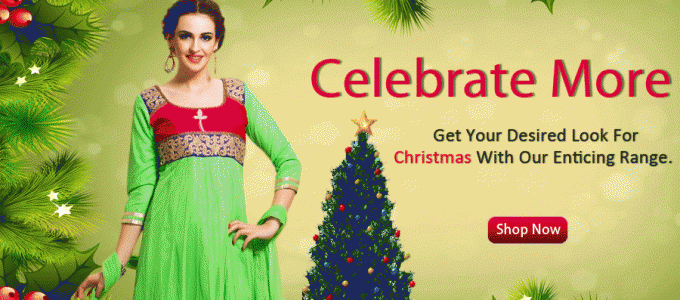 Celebrate More
Get Your Desired Look For
Christmas With Our Enticing Range.
Shop Now